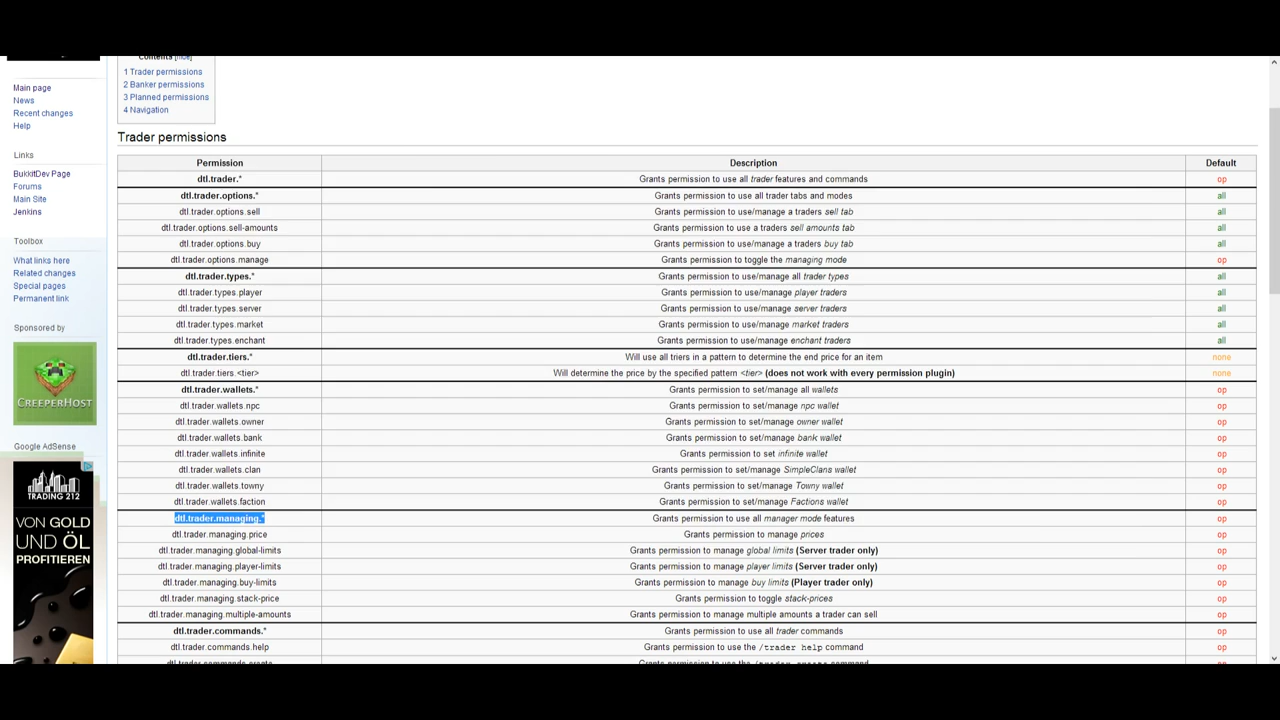 Contents [hide]
1 Trader permissions
2 Banker permissions
3 Planned permissions
4 Navigation
Main page
News
Recent changes
Help
Links
BukkitDev Page
Forums
Main Site
Jenkins
Toolbox
What links here
Related changes
Special pages
Permanent link
Sponsored by
CREEPERHOST
Google AdSense
TRADING 212
VON GOLD
UND ÖL
PROFITIEREN
Trader permissions
Permission Description Default
dtl.trader.* Grants permission to use all trader features and commands op
dtl.trader.options.* Grants permission to use all trader tabs and modes all
dtl.trader.options.sell Grants permission to use/manage a traders sell tab all
dtl.trader.options.sell-amounts Grants permission to use a traders sell amounts tab all
dtl.trader.options.buy Grants permission to use/manage a traders buy tab all
dtl.trader.options.manage Grants permission to toggle the managing mode op
dtl.trader.types.* Grants permission to use/manage all trader types all
dtl.trader.types.player Grants permission to use/manage player traders all
dtl.trader.types.server Grants permission to use/manage server traders all
dtl.trader.types.market Grants permission to use/manage market traders all
dtl.trader.types.enchant Grants permission to use/manage enchant traders all
dtl.trader.tiers.* Will use all triers in a pattern to determine the end price for an item none
dtl.trader.tiers.<tier> Will determine the price by the specified pattern <tier> (does not work with every permission plugin) none
dtl.trader.wallets.* Grants permission to set/manage all wallets op
dtl.trader.wallets.npc Grants permission to set/manage npc wallet op
dtl.trader.wallets.owner Grants permission to set/manage owner wallet op
dtl.trader.wallets.bank Grants permission to set/manage bank wallet op
dtl.trader.wallets.infinite Grants permission to set infinite wallet op
dtl.trader.wallets.clan Grants permission to set/manage SimpleClans wallet op
dtl.trader.wallets.towny Grants permission to set/manage Towny wallet op
dtl.trader.wallets.faction Grants permission to set/manage Factions wallet op
dtl.trader.managing.* Grants permission to use all manager mode features op
dtl.trader.managing.price Grants permission to manage prices op
dtl.trader.managing.global-limits Grants permission to manage global limits (Server trader only) op
dtl.trader.managing.player-limits Grants permission to manage player limits (Server trader only) op
dtl.trader.managing.buy-limits Grants permission to manage buy limits (Player trader only) op
dtl.trader.managing.stack-price Grants permission to toggle stack-prices op
dtl.trader.managing.multiple-amounts Grants permission to manage multiple amounts a trader can sell op
dtl.trader.commands.* Grants permission to use all trader commands op
dtl.trader.commands.help Grants permission to use the /trader help command op
dtl.trader.commands.create Grants permission to use the /trader create command op